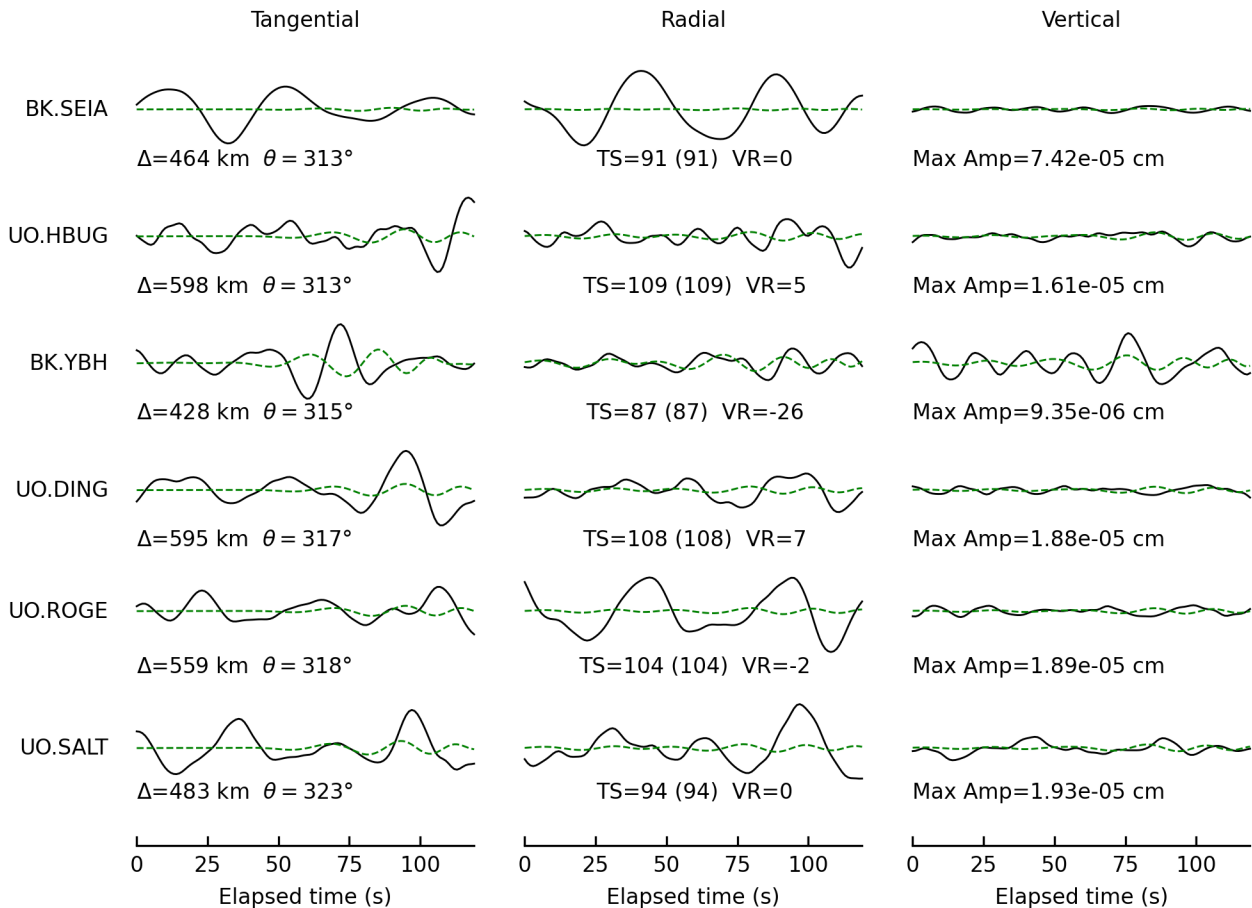 Tangential Radial Vertical
BK.SEIA
Δ=464 km θ = 313° TS=91 (91) VR=0 Max Amp=7.42e-05 cm
UO.HBUG
Δ=598 km θ = 313° TS=109 (109) VR=5 Max Amp=1.61e-05 cm
BK.YBH
Δ=428 km θ = 315° TS=87 (87) VR=-26 Max Amp=9.35e-06 cm
UO.DING
Δ=595 km θ = 317° TS=108 (108) VR=7 Max Amp=1.88e-05 cm
UO.ROGE
Δ=559 km θ = 318° TS=104 (104) VR=-2 Max Amp=1.89e-05 cm
UO.SALT
Δ=483 km θ = 323° TS=94 (94) VR=0 Max Amp=1.93e-05 cm
0 25 50 75 100 0 25 50 75 100 0 25 50 75 100
Elapsed time (s) Elapsed time (s) Elapsed time (s)